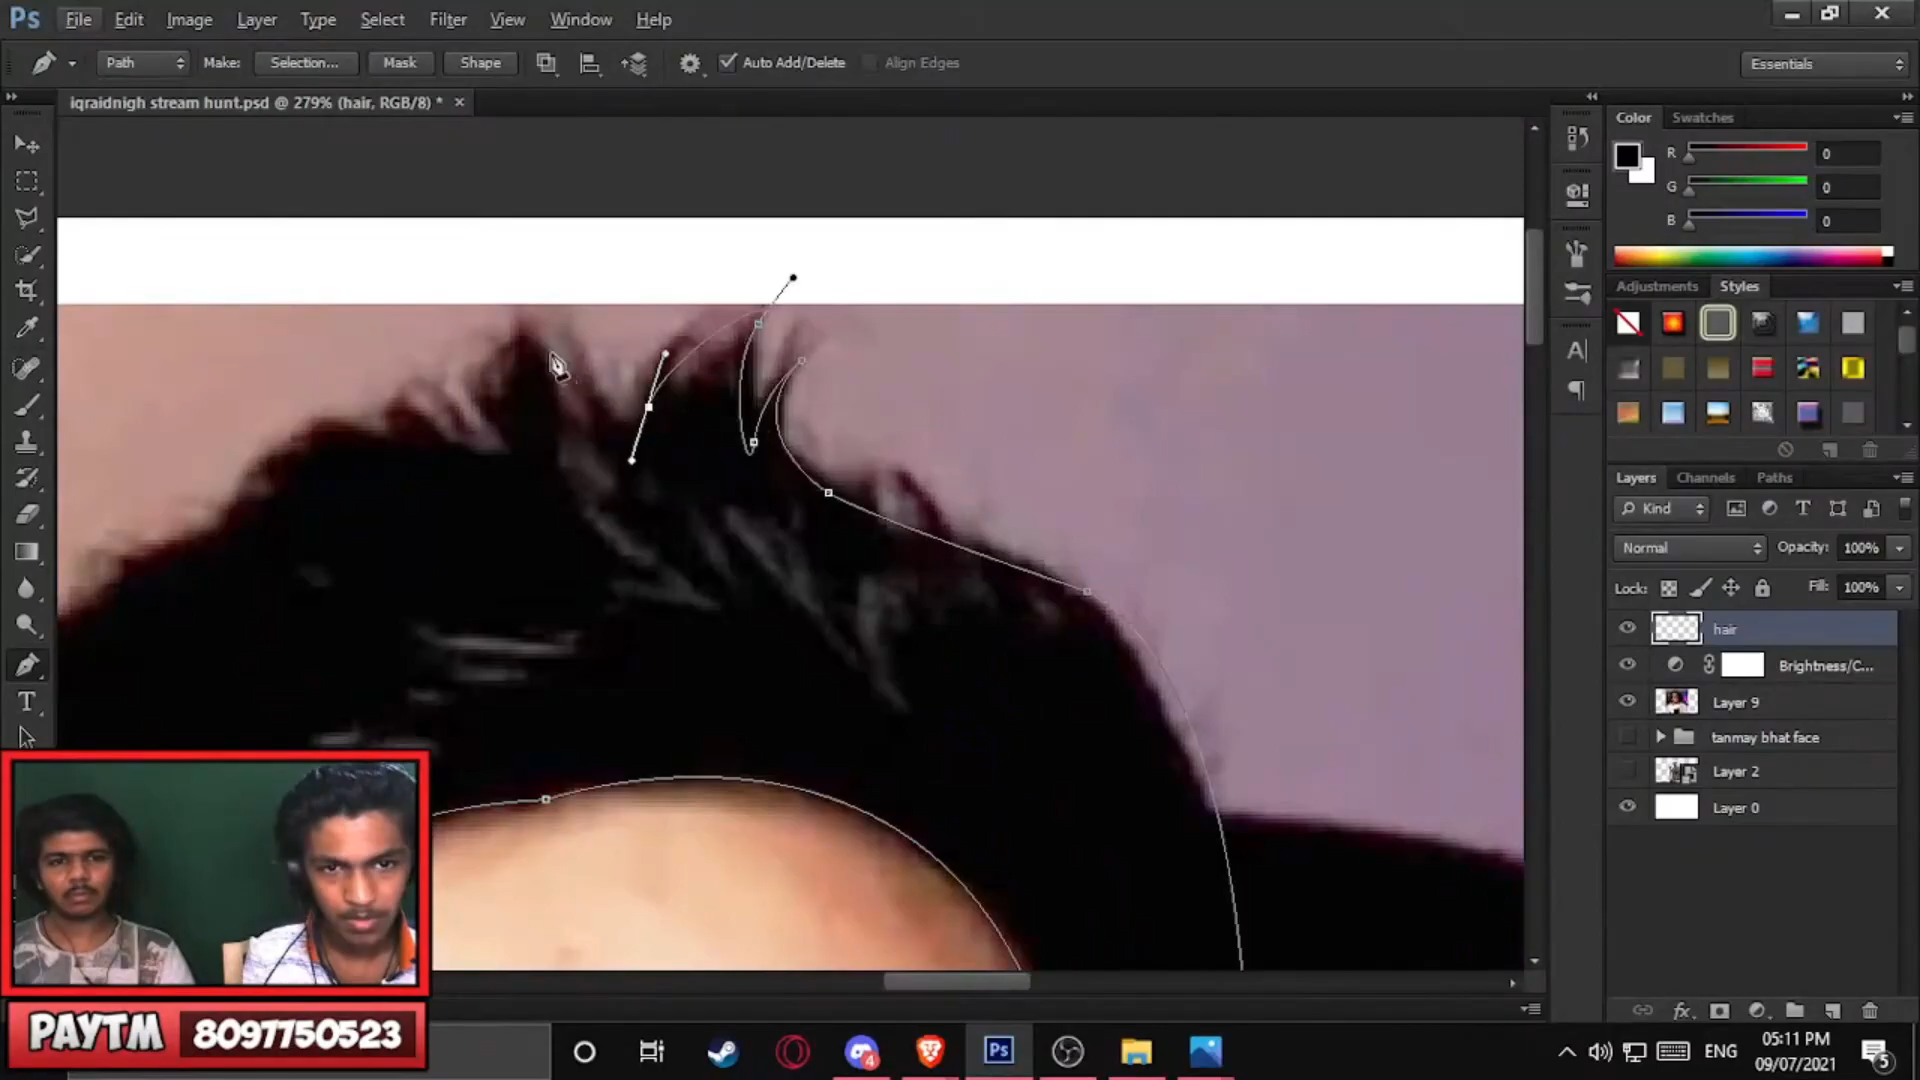 Ps File Edit Image Layer Type Select Filter View Window Help
Path Make: Selection... Mask Shape Auto Add/Delete Align Edges Essentials
iqraidnigh stream hunt.psd @ 279% (hair, RGB/8) *
Color Swatches
R 0
G 0
B 0
Adjustments Styles
Layers Channels Paths
Kind
Normal Opacity: 100%
Lock: Fill: 100%
hair
Brightness/C...
Layer 9
tanmay bhat face
Layer 2
Layer 0
PAYTM 8097750523
4
Ps
ENG
05:11 PM
09/07/2021
5